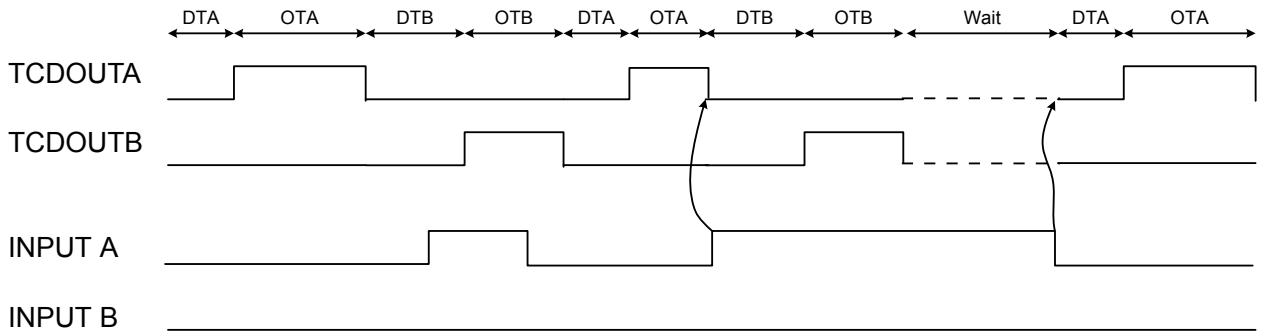 DTA OTA DTB OTB DTA OTA DTB OTB Wait DTA OTA
TCDOUTA
TCDOUTB
INPUT A
INPUT B